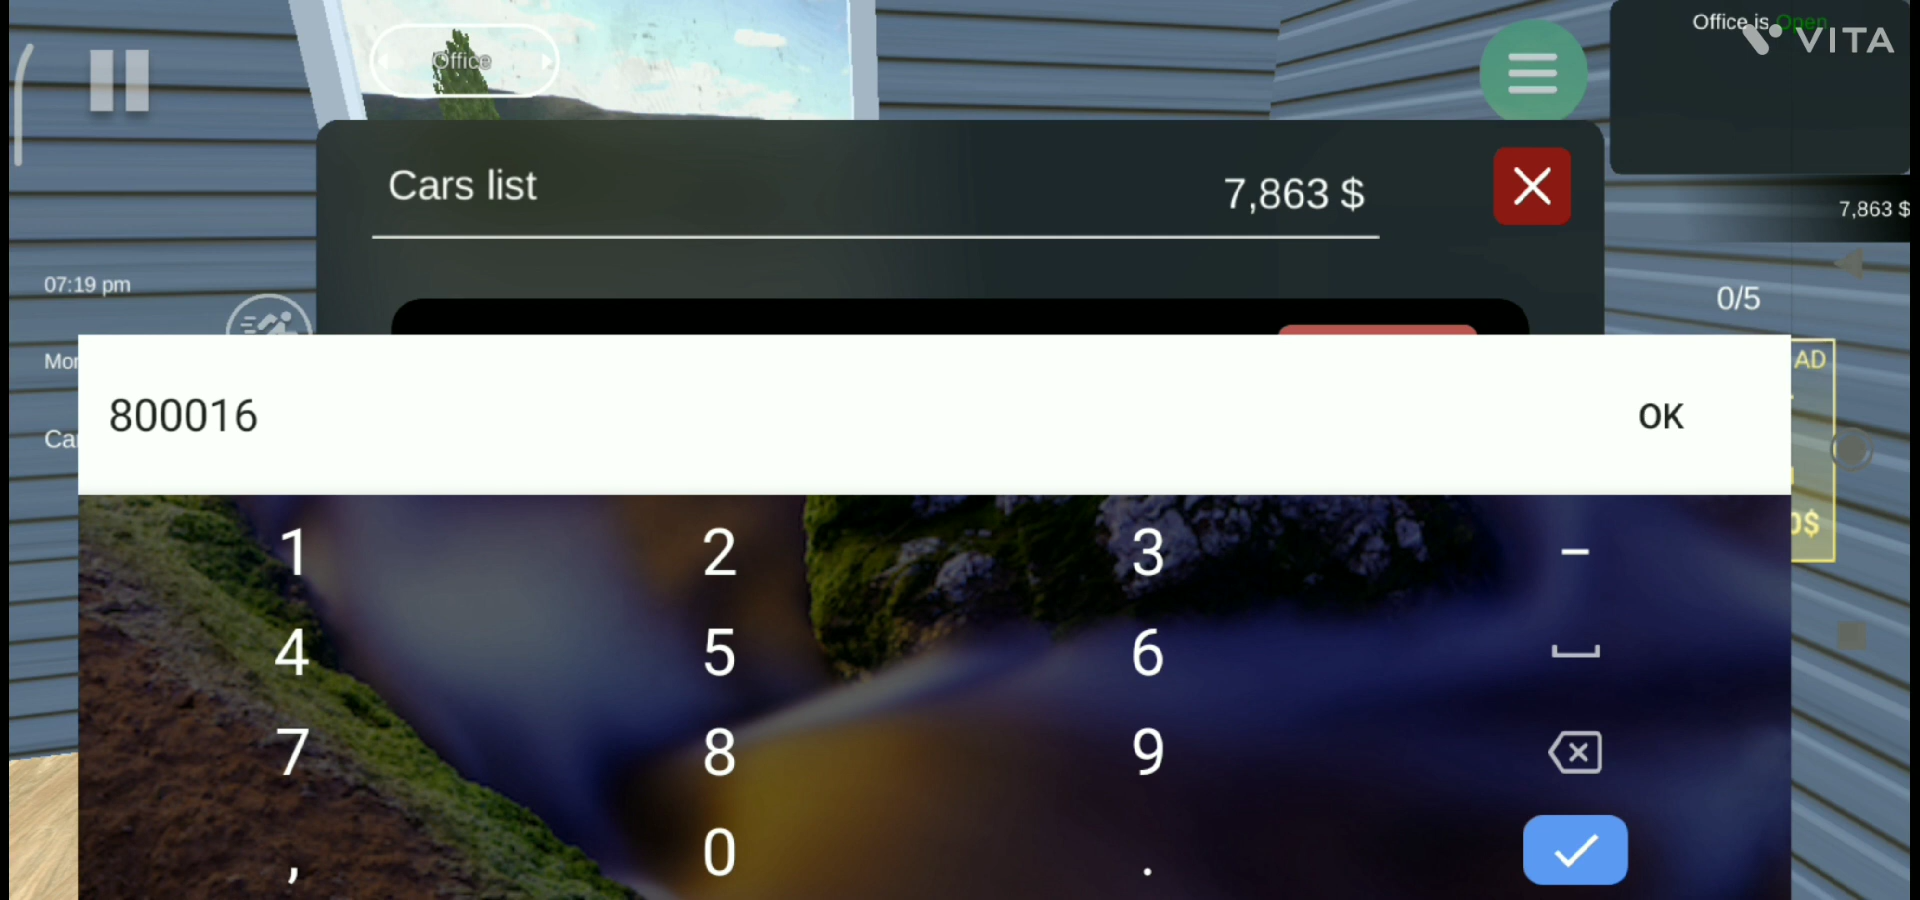 Office
Office is Open
VITA
Cars list
7,863 $
7,863 $
07:19 pm
0/5
AD
800016
OK
1 2 3 -
4 5 6
7 8 9
, 0 .